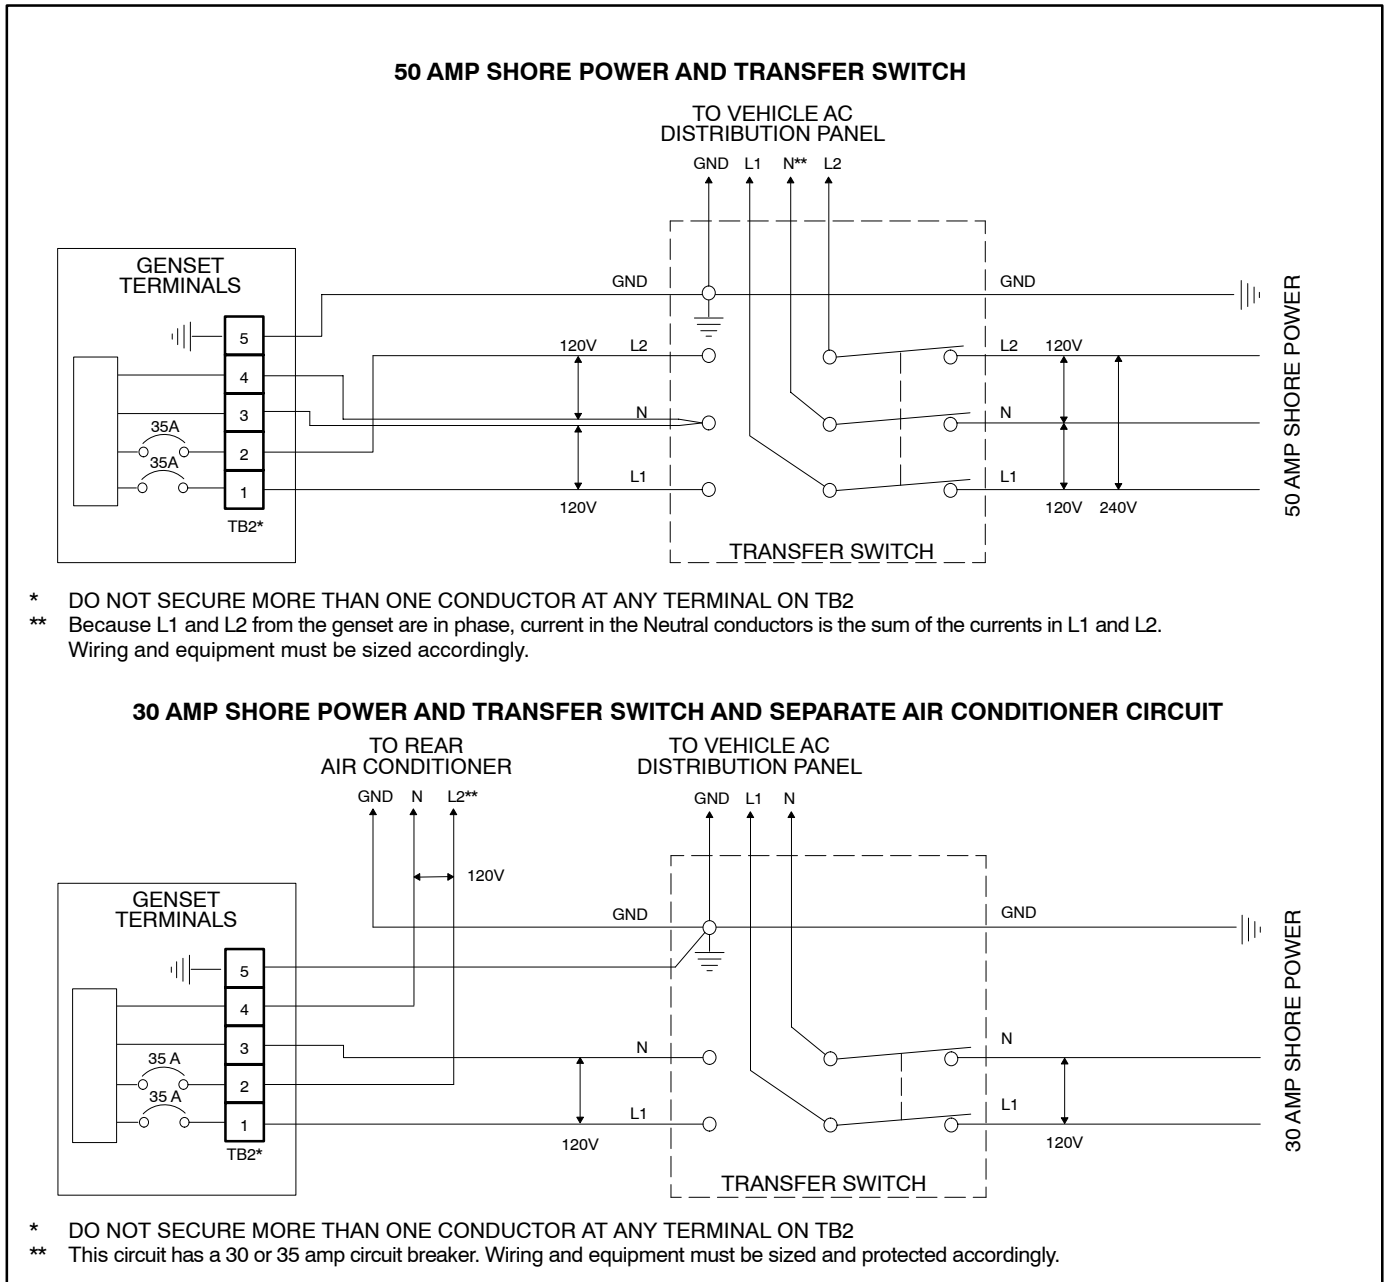 50 AMP SHORE POWER AND TRANSFER SWITCH
TO VEHICLE AC
DISTRIBUTION PANEL
GND L1 N** L2
GENSET
TERMINALS
GND
GND
5
120V L2
L2 120V
4
N
N
3
35A
2
35A
L1
L1
1
120V
120V 240V
TB2*
TRANSFER SWITCH
50 AMP SHORE POWER
* DO NOT SECURE MORE THAN ONE CONDUCTOR AT ANY TERMINAL ON TB2
** Because L1 and L2 from the genset are in phase, current in the Neutral conductors is the sum of the currents in L1 and L2.
Wiring and equipment must be sized accordingly.
30 AMP SHORE POWER AND TRANSFER SWITCH AND SEPARATE AIR CONDITIONER CIRCUIT
TO REAR
AIR CONDITIONER
TO VEHICLE AC
DISTRIBUTION PANEL
GND N L2**
GND L1 N
120V
GENSET
TERMINALS
GND
GND
5
4
N
N
3
35 A
2
35 A
L1
L1
1
120V
120V
TB2*
TRANSFER SWITCH
30 AMP SHORE POWER
* DO NOT SECURE MORE THAN ONE CONDUCTOR AT ANY TERMINAL ON TB2
** This circuit has a 30 or 35 amp circuit breaker. Wiring and equipment must be sized and protected accordingly.